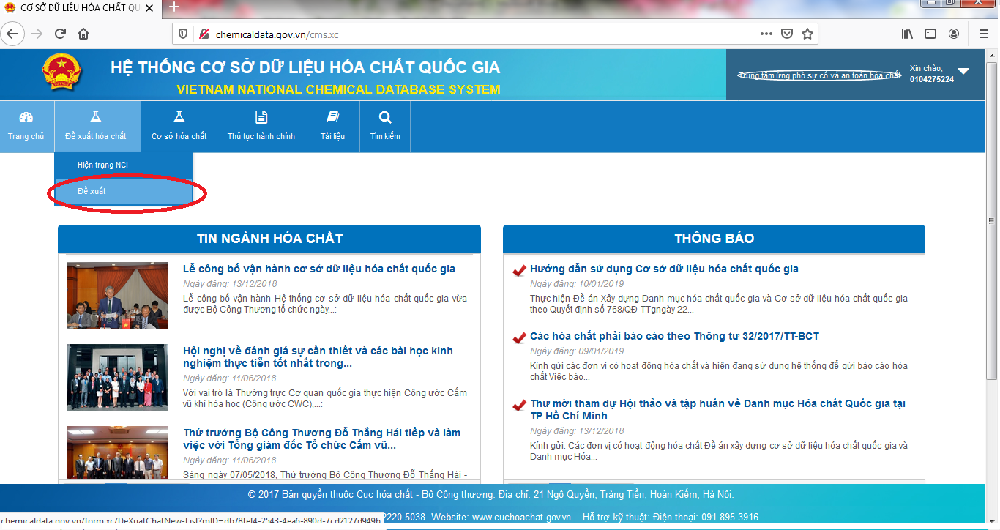 CƠ SỞ DỮ LIỆU HÓA CHẤT QU
chemicaldata.gov.vn/cms.xc
HỆ THỐNG CƠ SỞ DỮ LIỆU HÓA CHẤT QUỐC GIA
VIETNAM NATIONAL CHEMICAL DATABASE SYSTEM
Trung tâm ứng phó sự cố và an toàn hóa chất
Xin chào,
0104275224
Trang chủ
Đề xuất hóa chất
Cơ sở hóa chất
Thủ tục hành chính
Tài liệu
Tìm kiếm
Hiện trạng NCI
Đề xuất
TIN NGÀNH HÓA CHẤT
Lễ công bố vận hành cơ sở dữ liệu hóa chất quốc gia
Ngày đăng: 13/12/2018
Lễ công bố vận hành Hệ thống cơ sở dữ liệu hóa chất quốc gia vừa
được Bộ Công Thương tổ chức ngày...:
Hội nghị về đánh giá sự cần thiết và các bài học kinh
nghiệm thực tiễn tốt nhất trong...
Ngày đăng: 11/06/2018
Với vai trò là Thường trực Cơ quan quốc gia thực hiện Công ước Cấm
vũ khí hóa học (Công ước CWC),...:
Thứ trưởng Bộ Công Thương Đỗ Thắng Hải tiếp và làm
việc với Tổng giám đốc Tổ chức Cấm vũ...
Ngày đăng: 11/06/2018
Sáng ngày 07/05/2018, Thứ trưởng Bộ Công Thương Đỗ Thắng Hải -
THÔNG BÁO
Hướng dẫn sử dụng Cơ sở dữ liệu hóa chất quốc gia
Ngày đăng: 10/01/2019
Thực hiện Đề án Xây dựng Danh mục hóa chất quốc gia và Cơ sở dữ liệu hóa chất quốc gia
theo Quyết định số 768/QĐ-TTgngày 22...
Các hóa chất phải báo cáo theo Thông tư 32/2017/TT-BCT
Ngày đăng: 09/01/2019
Kính gửi các đơn vị có hoạt động hóa chất và hiện đang sử dụng hệ thống để gửi báo cáo hóa
chất Việc báo...
Thư mời tham dự Hội thảo và tập huấn về Danh mục Hóa chất Quốc gia tại
TP Hồ Chí Minh
Ngày đăng: 13/12/2018
Kính gửi: Các đơn vị có hoạt động hóa chất Đề án xây dựng cơ sở dữ liệu hóa chất quốc gia và
Danh mục Hóa...
© 2017 Bản quyền thuộc Cục hóa chất - Bộ Công thương. Địa chỉ: 21 Ngô Quyền, Tràng Tiền, Hoàn Kiếm, Hà Nội.
2220 5038. Website: www.cuchoachat.gov.vn. - Hỗ trợ kỹ thuật: Điện thoại: 091 895 3916.
chemicaldata.gov.vn/form.xc/DeXuatChatNew-List?mID=db78fef4-2543-4ea6-890d-7cd2127d949b